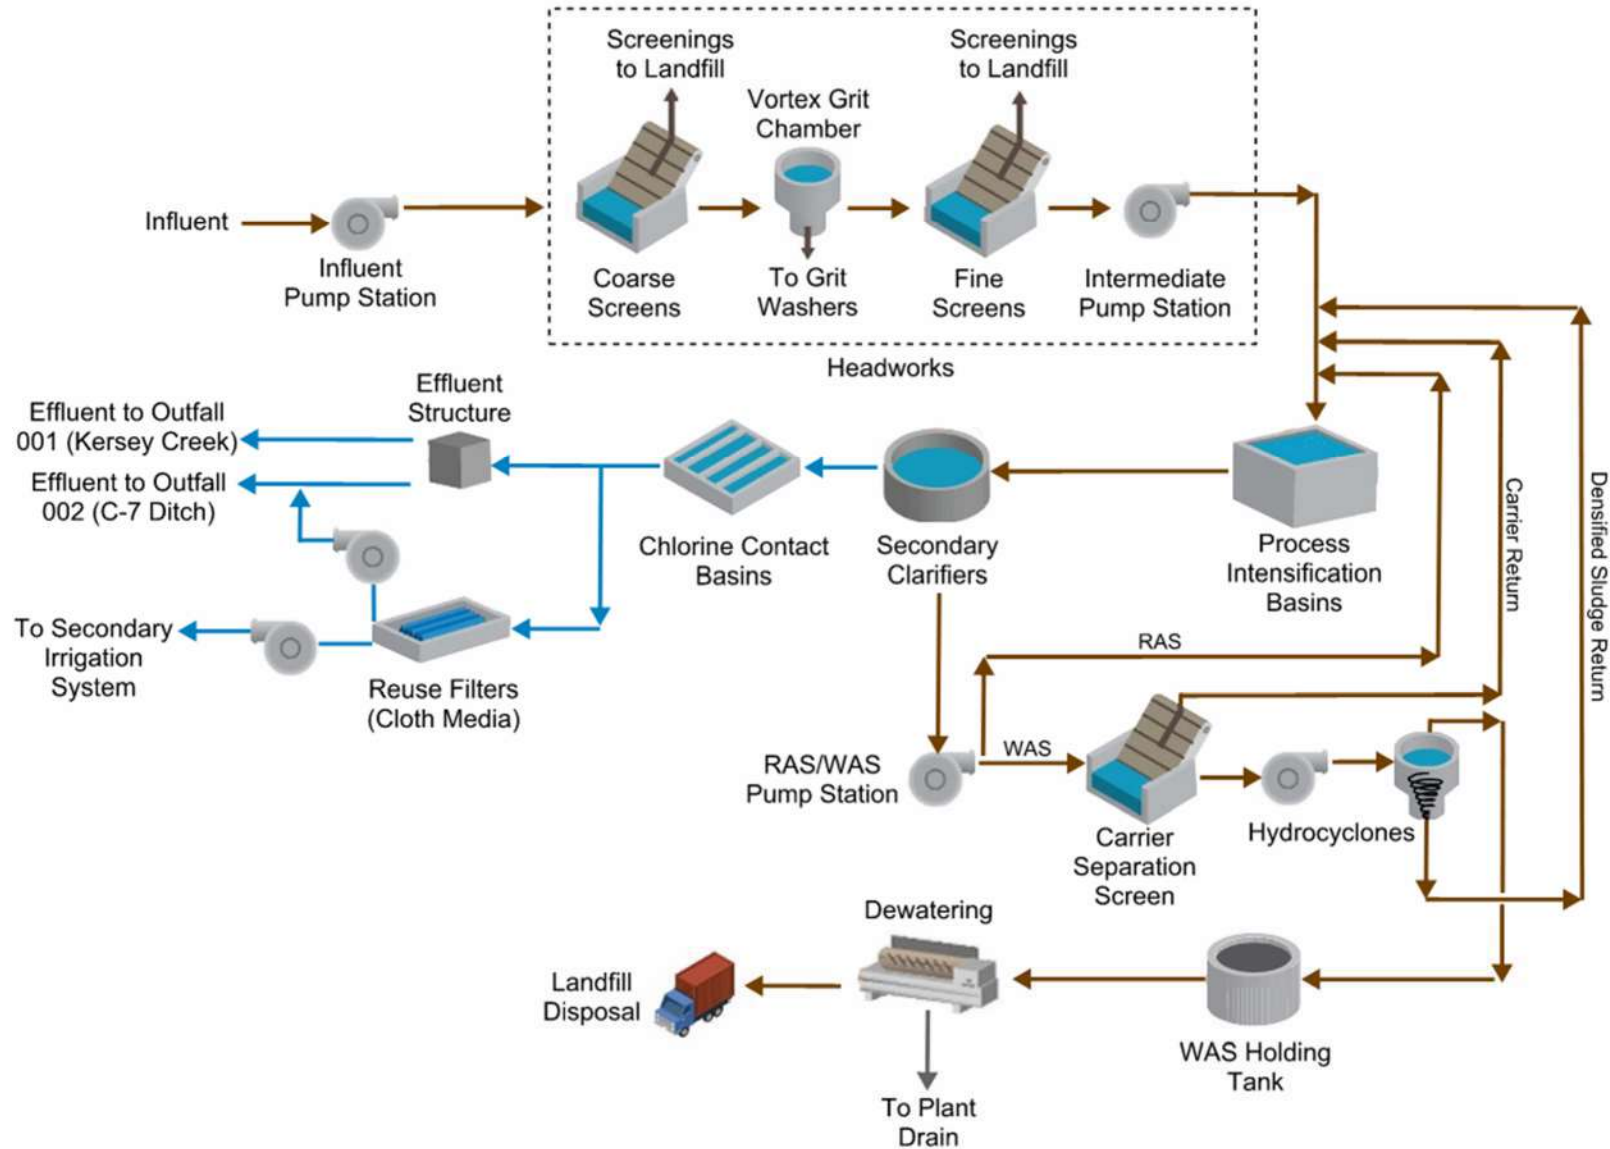 Screenings
to Landfill
Screenings
to Landfill
Vortex Grit
Chamber
Influent
Influent
Pump Station
Coarse
Screens
To Grit
Washers
Fine
Screens
Intermediate
Pump Station
Headworks
Effluent
Structure
Effluent to Outfall
001 (Kersey Creek)
Effluent to Outfall
002 (C-7 Ditch)
Chlorine Contact
Basins
Secondary
Clarifiers
Process
Intensification
Basins
Carrier Return
Densified Sludge Return
To Secondary
Irrigation
System
Reuse Filters
(Cloth Media)
RAS
WAS
RAS/WAS
Pump Station
Carrier
Separation
Screen
Hydrocyclones
Dewatering
Landfill
Disposal
WAS Holding
Tank
To Plant
Drain